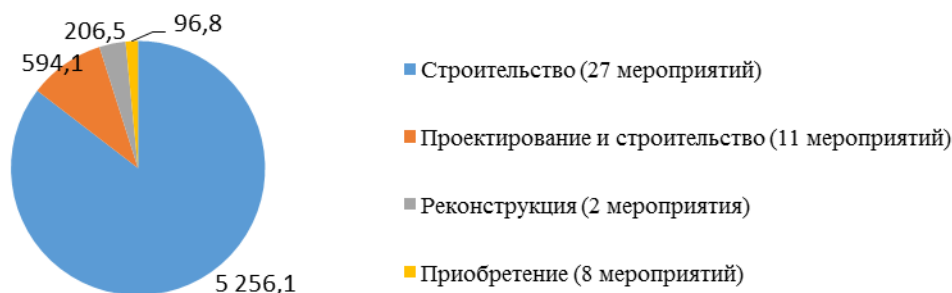 206,5
96,8
594,1
5 256,1
Строительство (27 мероприятий)
Проектирование и строительство (11 мероприятий)
Реконструкция (2 мероприятия)
Приобретение (8 мероприятий)